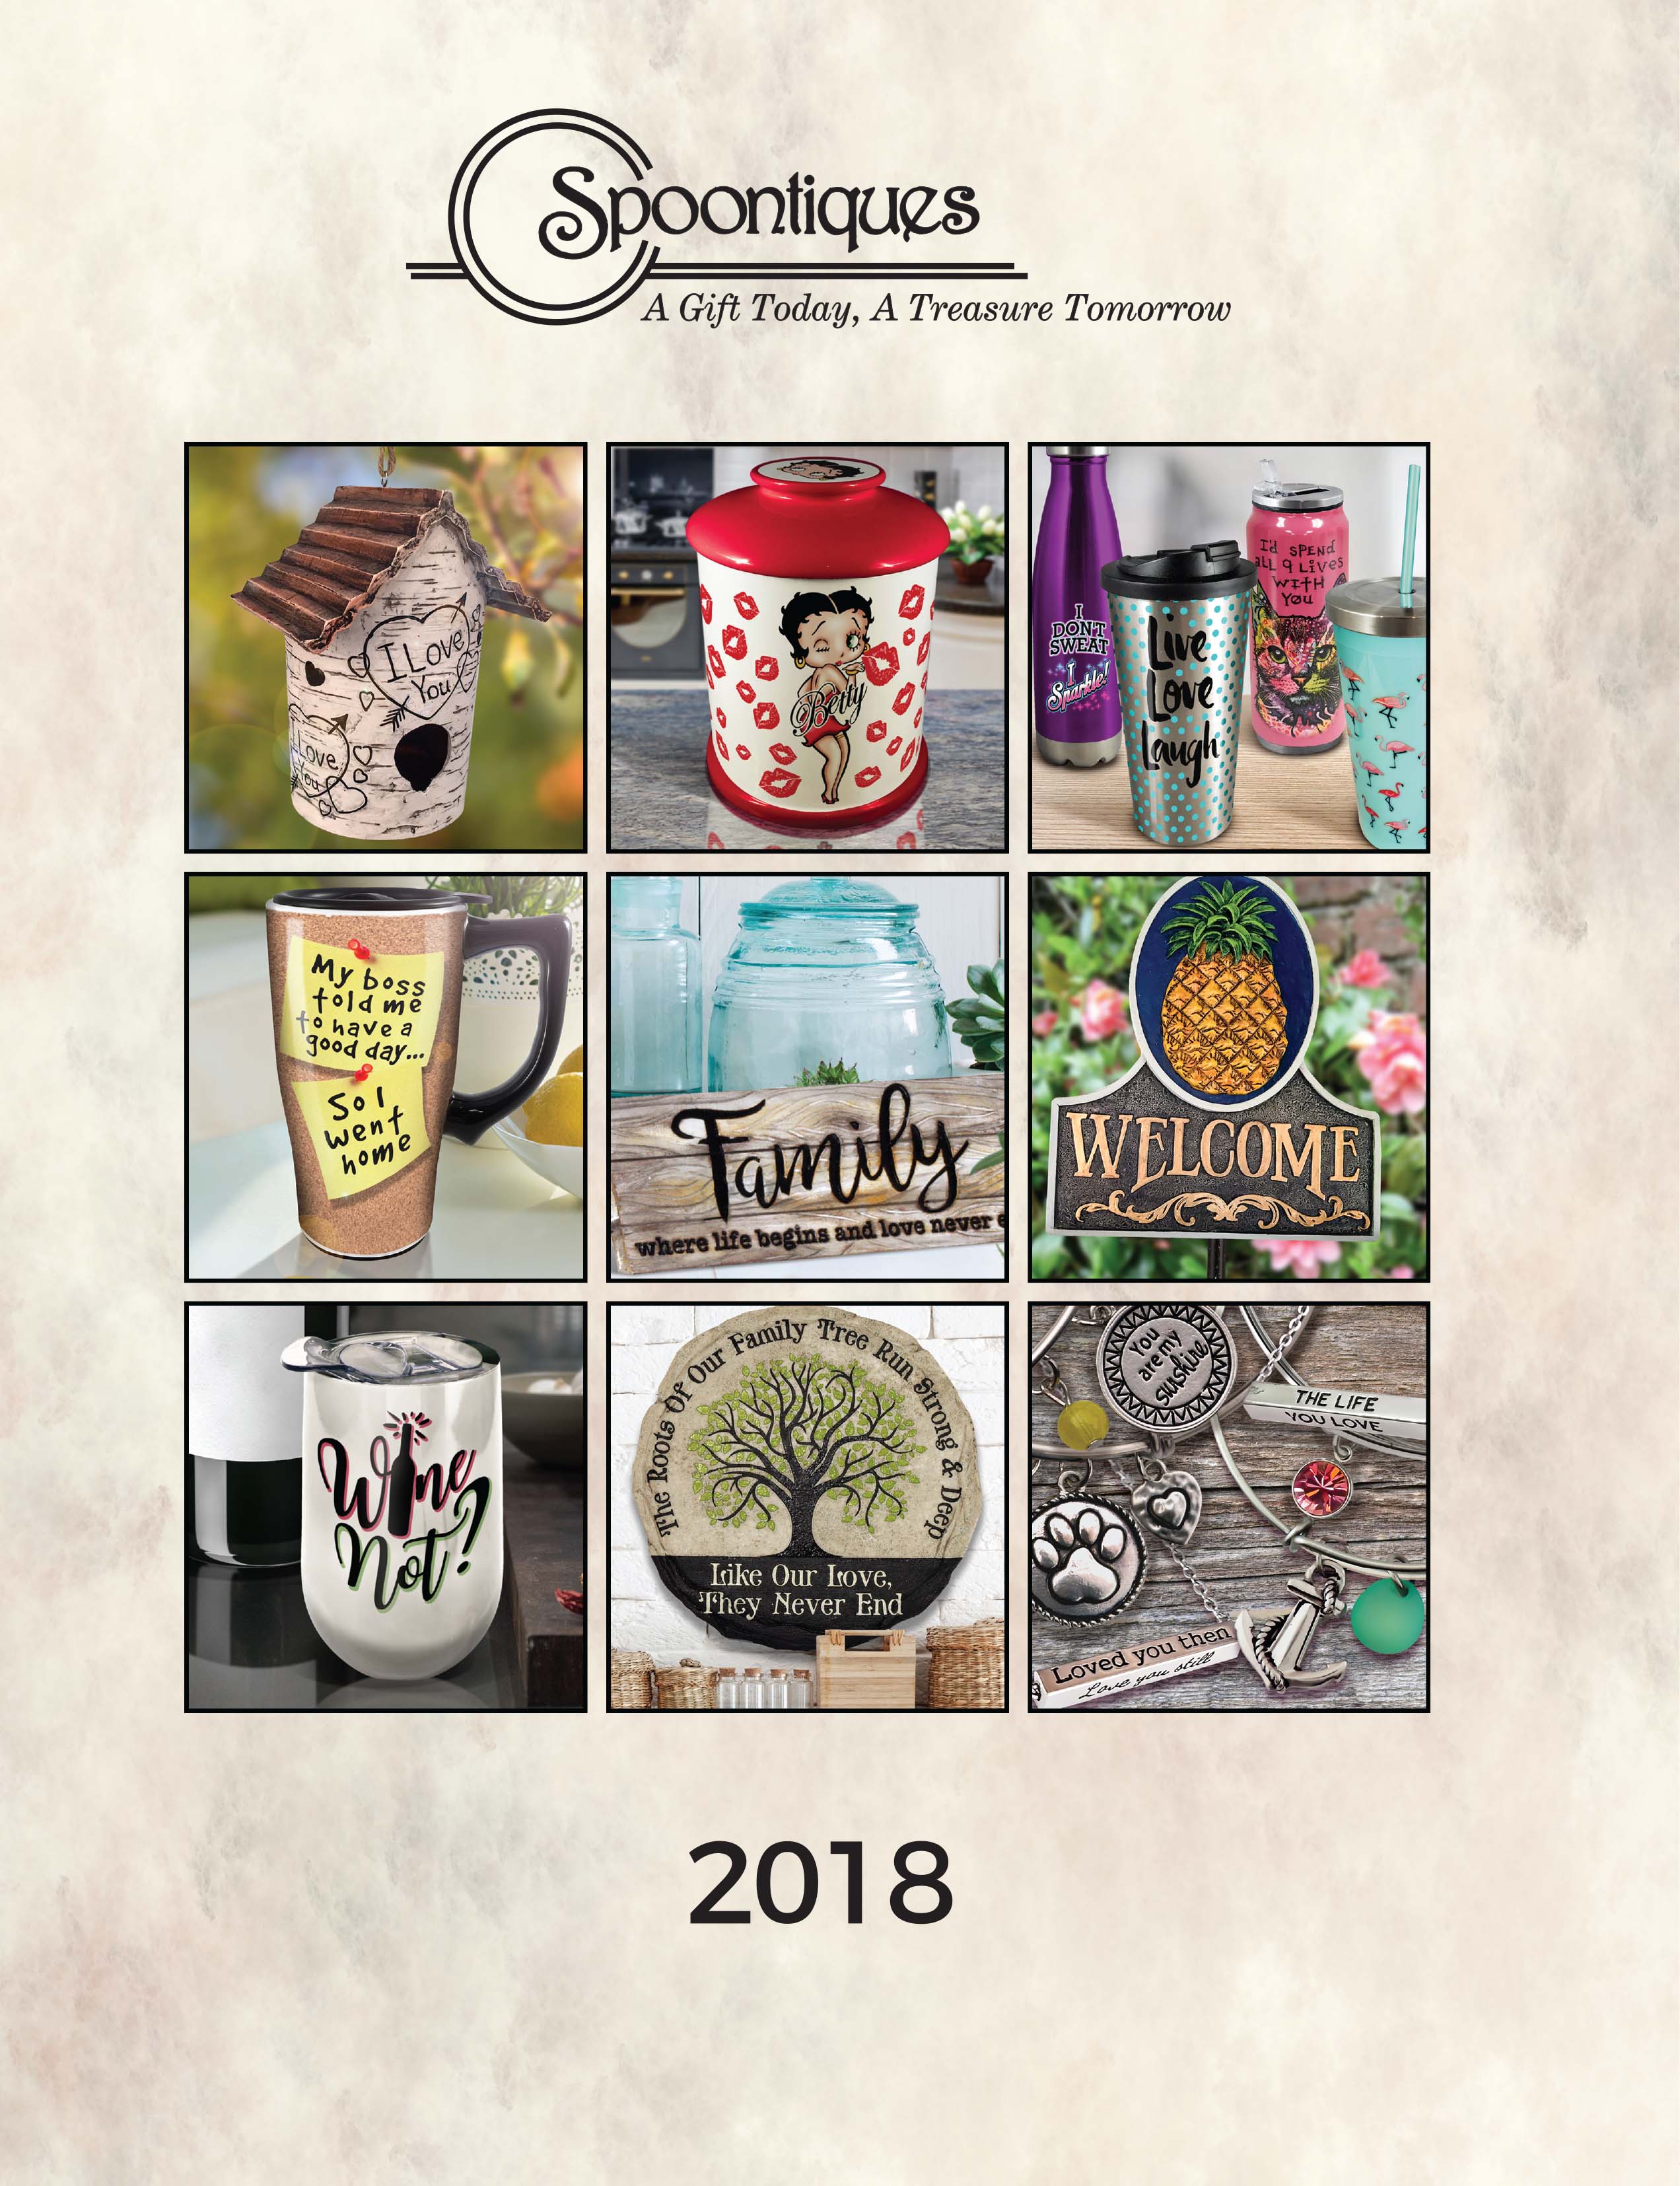 Spoontiques
A Gift Today, A Treasure Tomorrow
I Love
You
I Love
You
Betty
I
DON'T
SWEAT
I
Sparkle!
Live
Love
Laugh
I'd SPENd
aLL 9 LiVes
WitH
YOU
My boss
told me
to have a
good day...
So I
went
home
Family
where life begins and love never e
WELCOME
Wine
Not?
The Roots Of Our Family Tree Run Strong & Deep
Like Our Love,
They Never End
You
are my
sunshine
THE LIFE
YOU LOVE
Loved you then
Love you still
2018